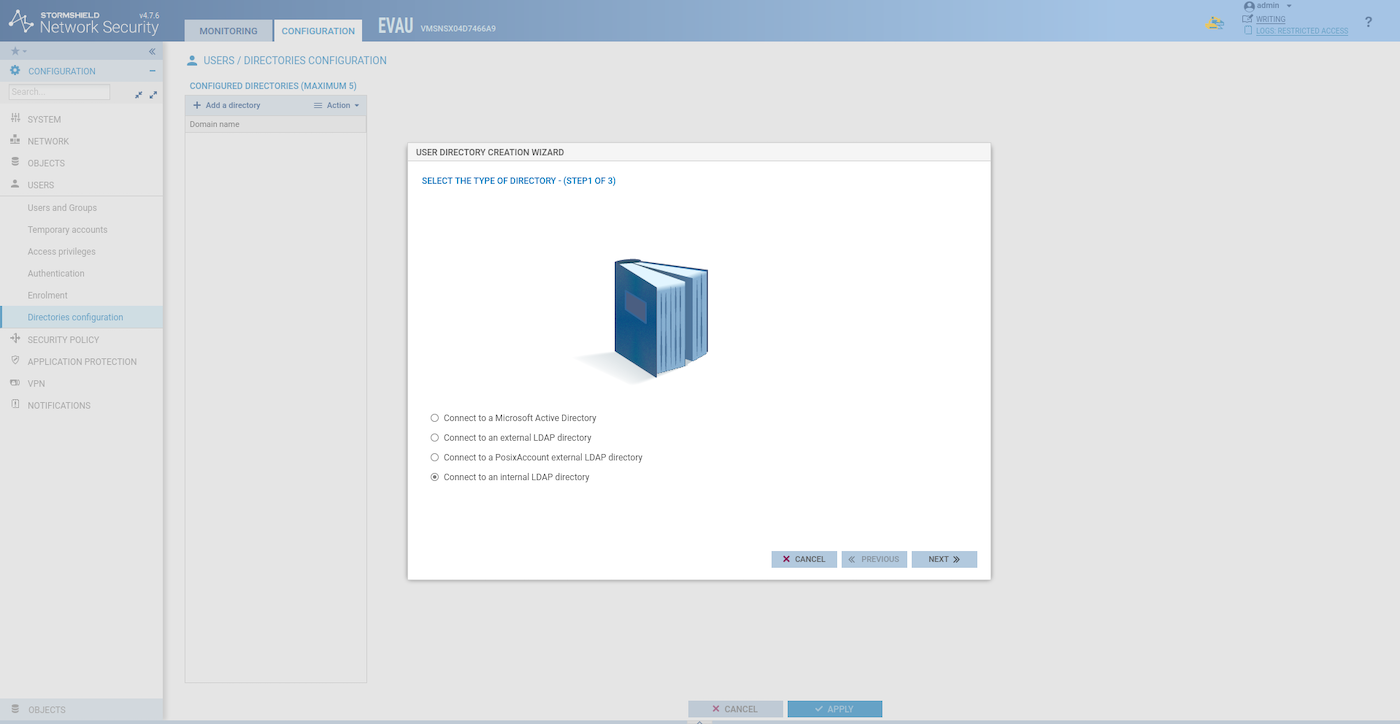 STORMSHIELD v4.7.6
Network Security
MONITORING CONFIGURATION EVAU VMSNSX04D7466A9
admin
WRITING
LOGS: RESTRICTED ACCESS
?
CONFIGURATION
Search...
SYSTEM
NETWORK
OBJECTS
USERS
Users and Groups
Temporary accounts
Access privileges
Authentication
Enrolment
Directories configuration
SECURITY POLICY
APPLICATION PROTECTION
VPN
NOTIFICATIONS
OBJECTS
USERS / DIRECTORIES CONFIGURATION
CONFIGURED DIRECTORIES (MAXIMUM 5)
+ Add a directory Action
Domain name
USER DIRECTORY CREATION WIZARD
SELECT THE TYPE OF DIRECTORY - (STEP1 OF 3)
Connect to a Microsoft Active Directory
Connect to an external LDAP directory
Connect to a PosixAccount external LDAP directory
Connect to an internal LDAP directory
CANCEL PREVIOUS NEXT
CANCEL APPLY